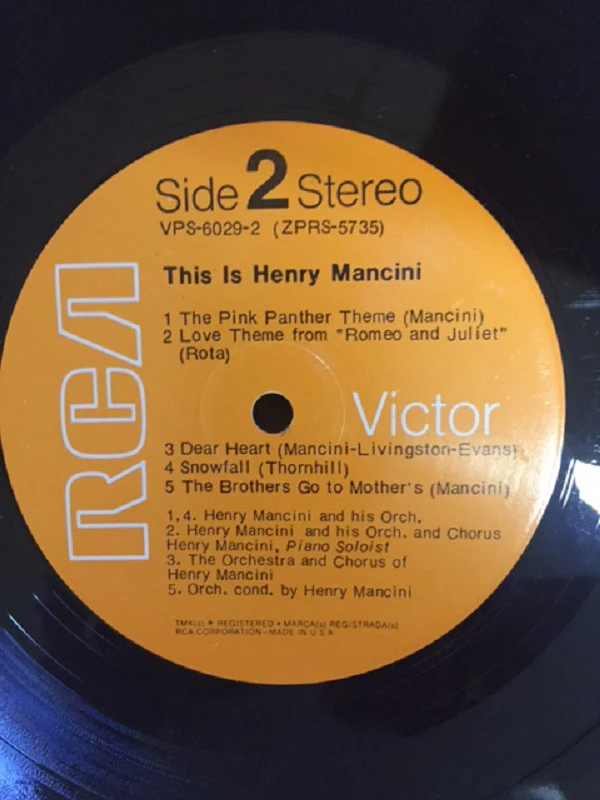 Side 2 Stereo
VPS-6029-2 (ZPRS-5735)
This Is Henry Mancini
1 The Pink Panther Theme (Mancini)
2 Love Theme from "Romeo and Juliet"
(Rota)
RCA
Victor
3 Dear Heart (Mancini-Livingston-Evans)
4 Snowfall (Thornhill)
5 The Brothers Go to Mother's (Mancini)
1,4. Henry Mancini and his Orch.
2. Henry Mancini and his Orch. and Chorus
Henry Mancini, Piano Soloist
3. The Orchestra and Chorus of
Henry Mancini
5. Orch. cond. by Henry Mancini
TMK(s) ® REGISTERED • MARCA(s) REGISTRADA(s)
RCA CORPORATION–MADE IN U.S.A.